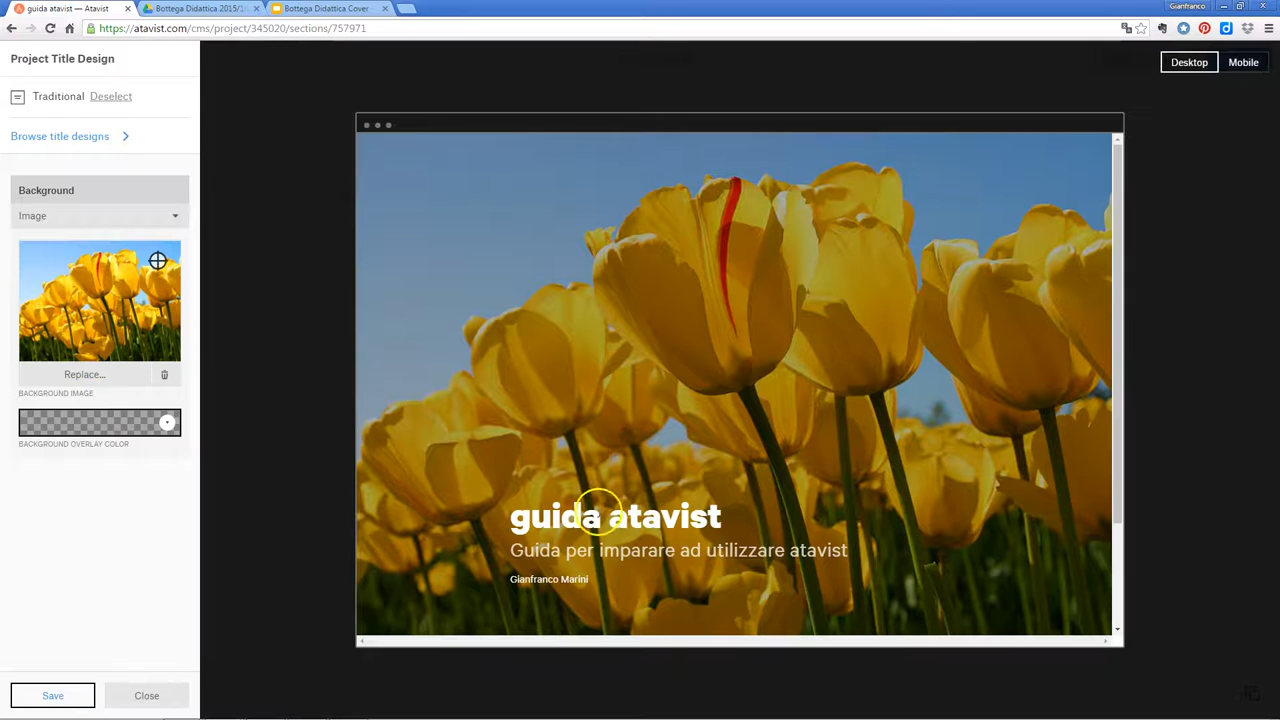 guida atavist — Atavist
Bottega Didattica 2015/1
Bottega Didattica Cover
Gianfranco
https://atavist.com/cms/project/345020/sections/757971
Project Title Design
Desktop
Mobile
Traditional Deselect
Browse title designs
Background
Image
Replace...
BACKGROUND IMAGE
BACKGROUND OVERLAY COLOR
guida atavist
Guida per imparare ad utilizzare atavist
Gianfranco Marini
Save
Close